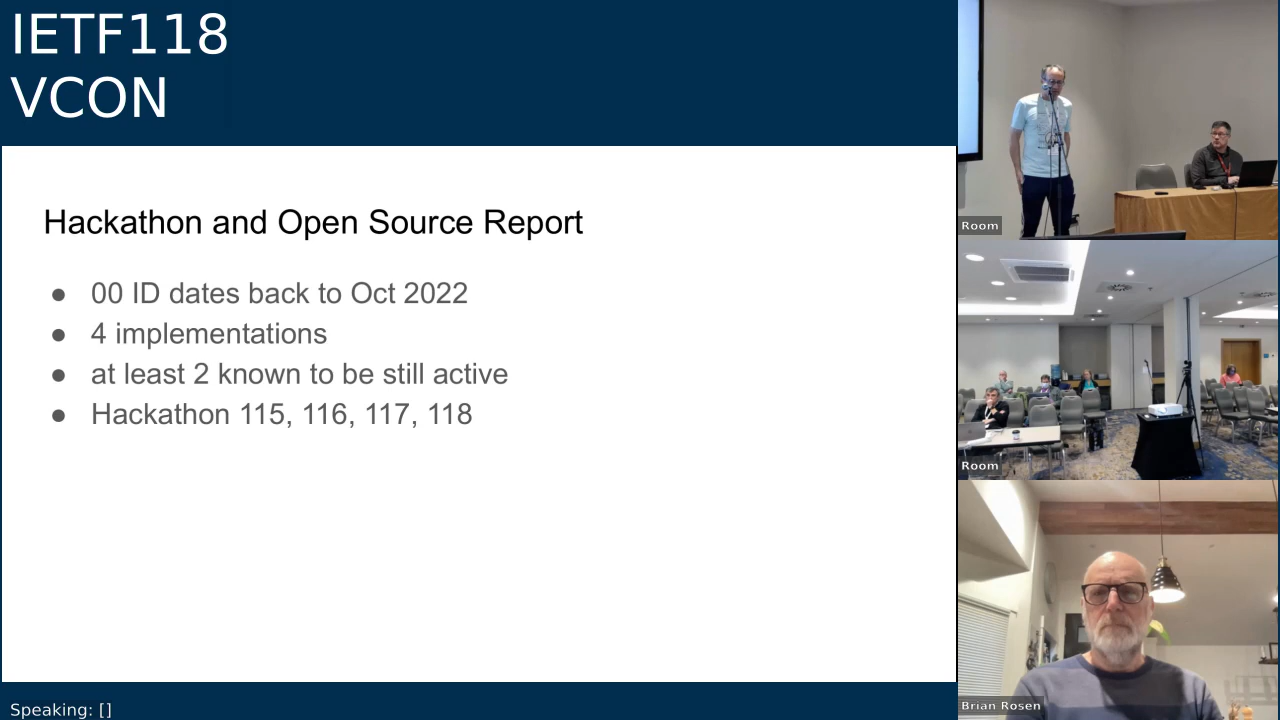 IETF118
VCON
Hackathon and Open Source Report
● 00 ID dates back to Oct 2022
● 4 implementations
● at least 2 known to be still active
● Hackathon 115, 116, 117, 118
Speaking: []
Room
Room
Brian Rosen